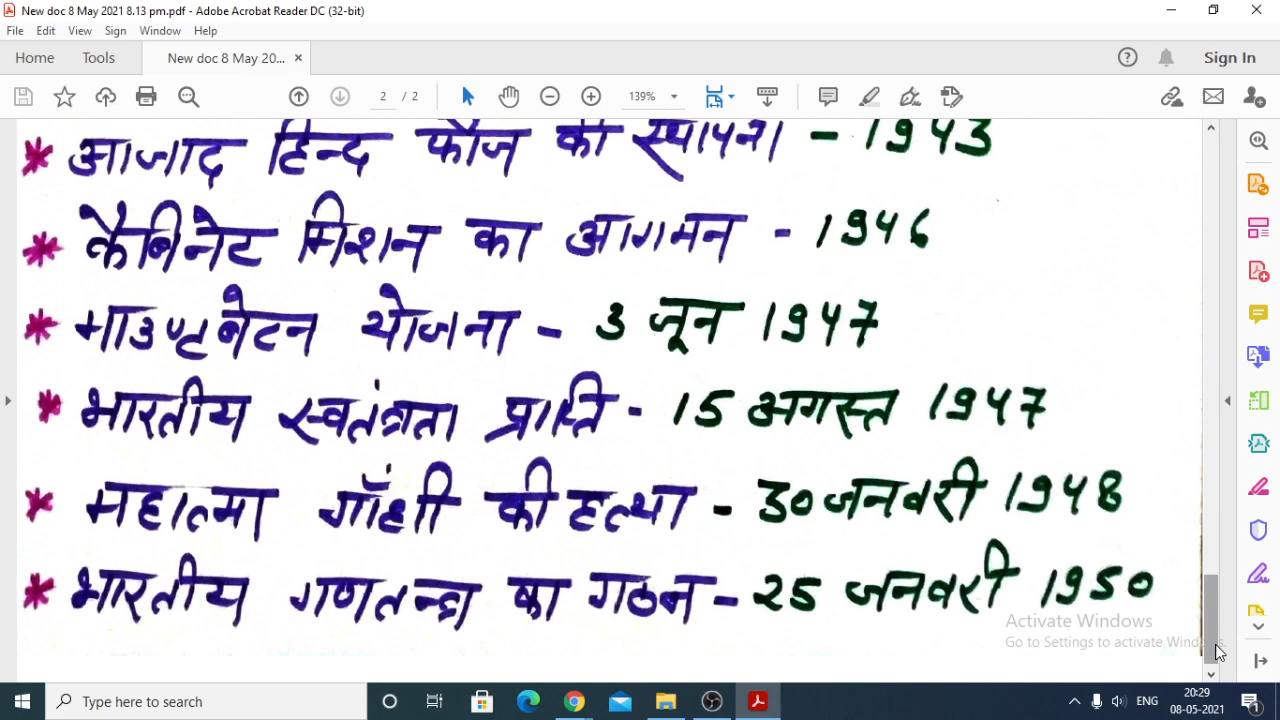 New doc 8 May 2021 8.13 pm.pdf - Adobe Acrobat Reader DC (32-bit)
File Edit View Sign Window Help
Home Tools New doc 8 May 20... × Sign In
2 / 2 139%
* आजाद हिन्द फौज की स्थापना - 1943
* कैबिनेट मिशन का आगमन - 1946
* माउण्टबेटन योजना - 3 जून 1947
* भारतीय स्वतंत्रता प्राप्ति - 15 अगस्त 1947
* महात्मा गाँधी की हत्या - 30 जनवरी 1948
* भारतीय गणतन्त्र का गठन - 25 जनवरी 1950
Activate Windows
Go to Settings to activate Windows.
Type here to search
ENG
20:29
08-05-2021
1